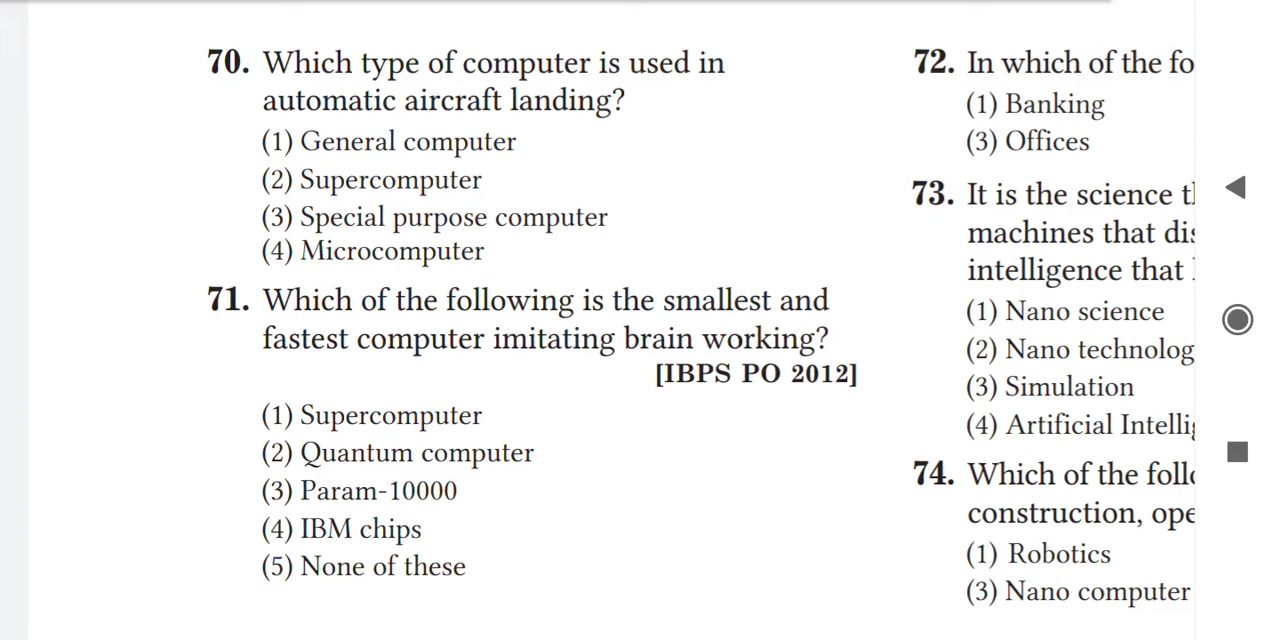 70. Which type of computer is used in
automatic aircraft landing?
(1) General computer
(2) Supercomputer
(3) Special purpose computer
(4) Microcomputer
71. Which of the following is the smallest and
fastest computer imitating brain working?
[IBPS PO 2012]
(1) Supercomputer
(2) Quantum computer
(3) Param-10000
(4) IBM chips
(5) None of these
72. In which of the fo
(1) Banking
(3) Offices
73. It is the science
machines that
intelligence that
(1) Nano science
(2) Nano technolog
(3) Simulation
(4) Artificial
74. Which of the
construction, ope
(1) Robotics
(3) Nano computer